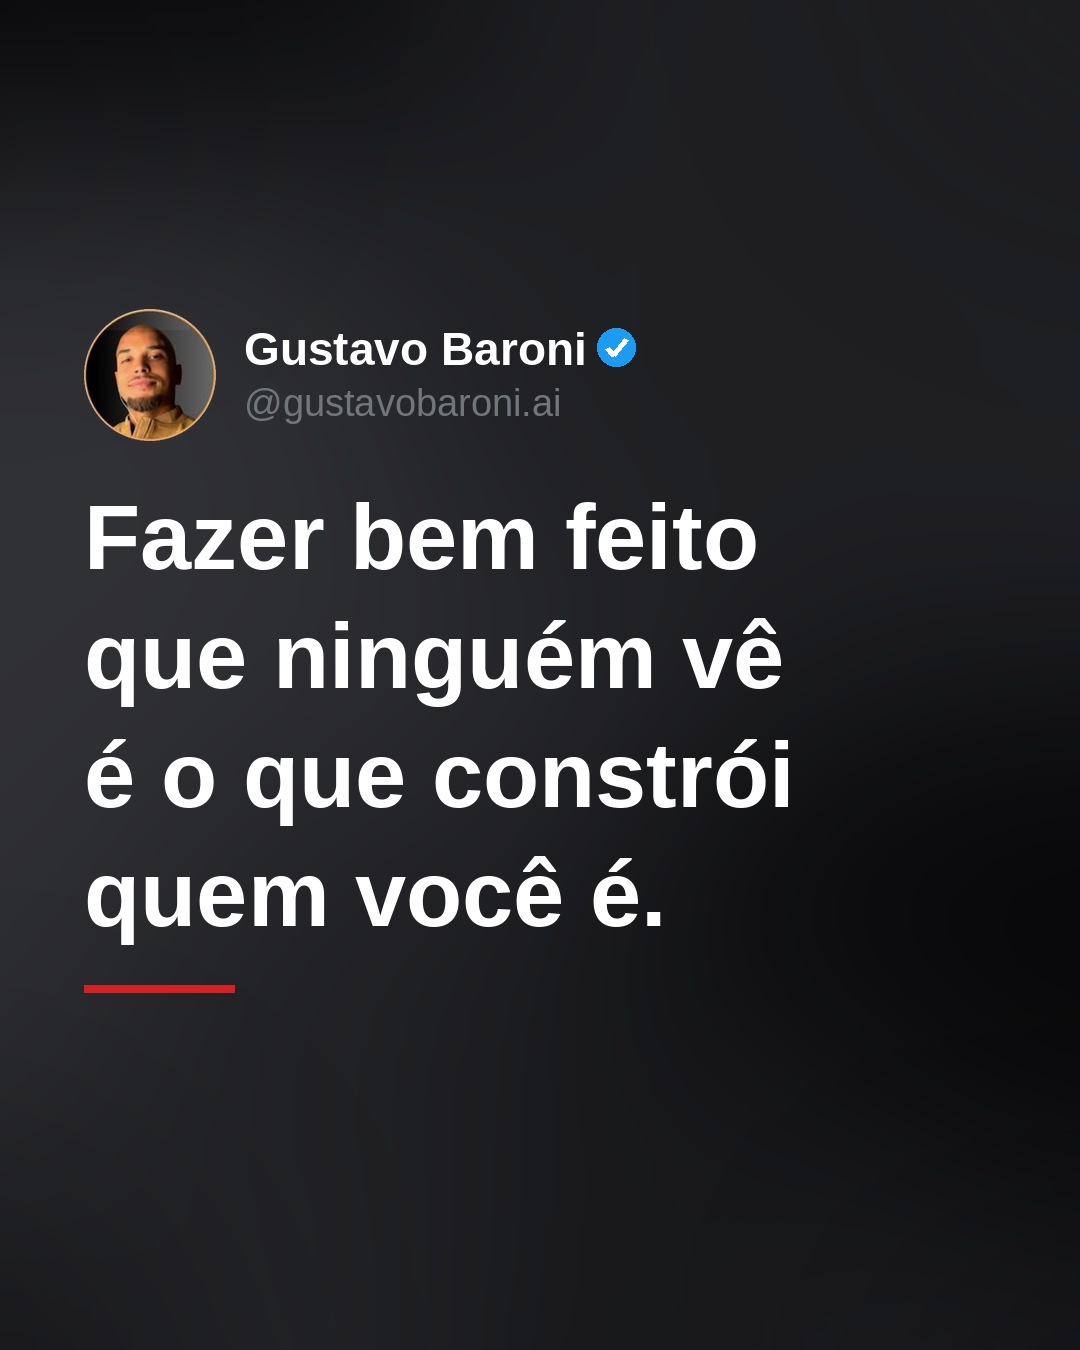 Gustavo Baroni
@gustavobaroni.ai
Fazer bem feito
que ninguém vê
é o que constrói
quem você é.